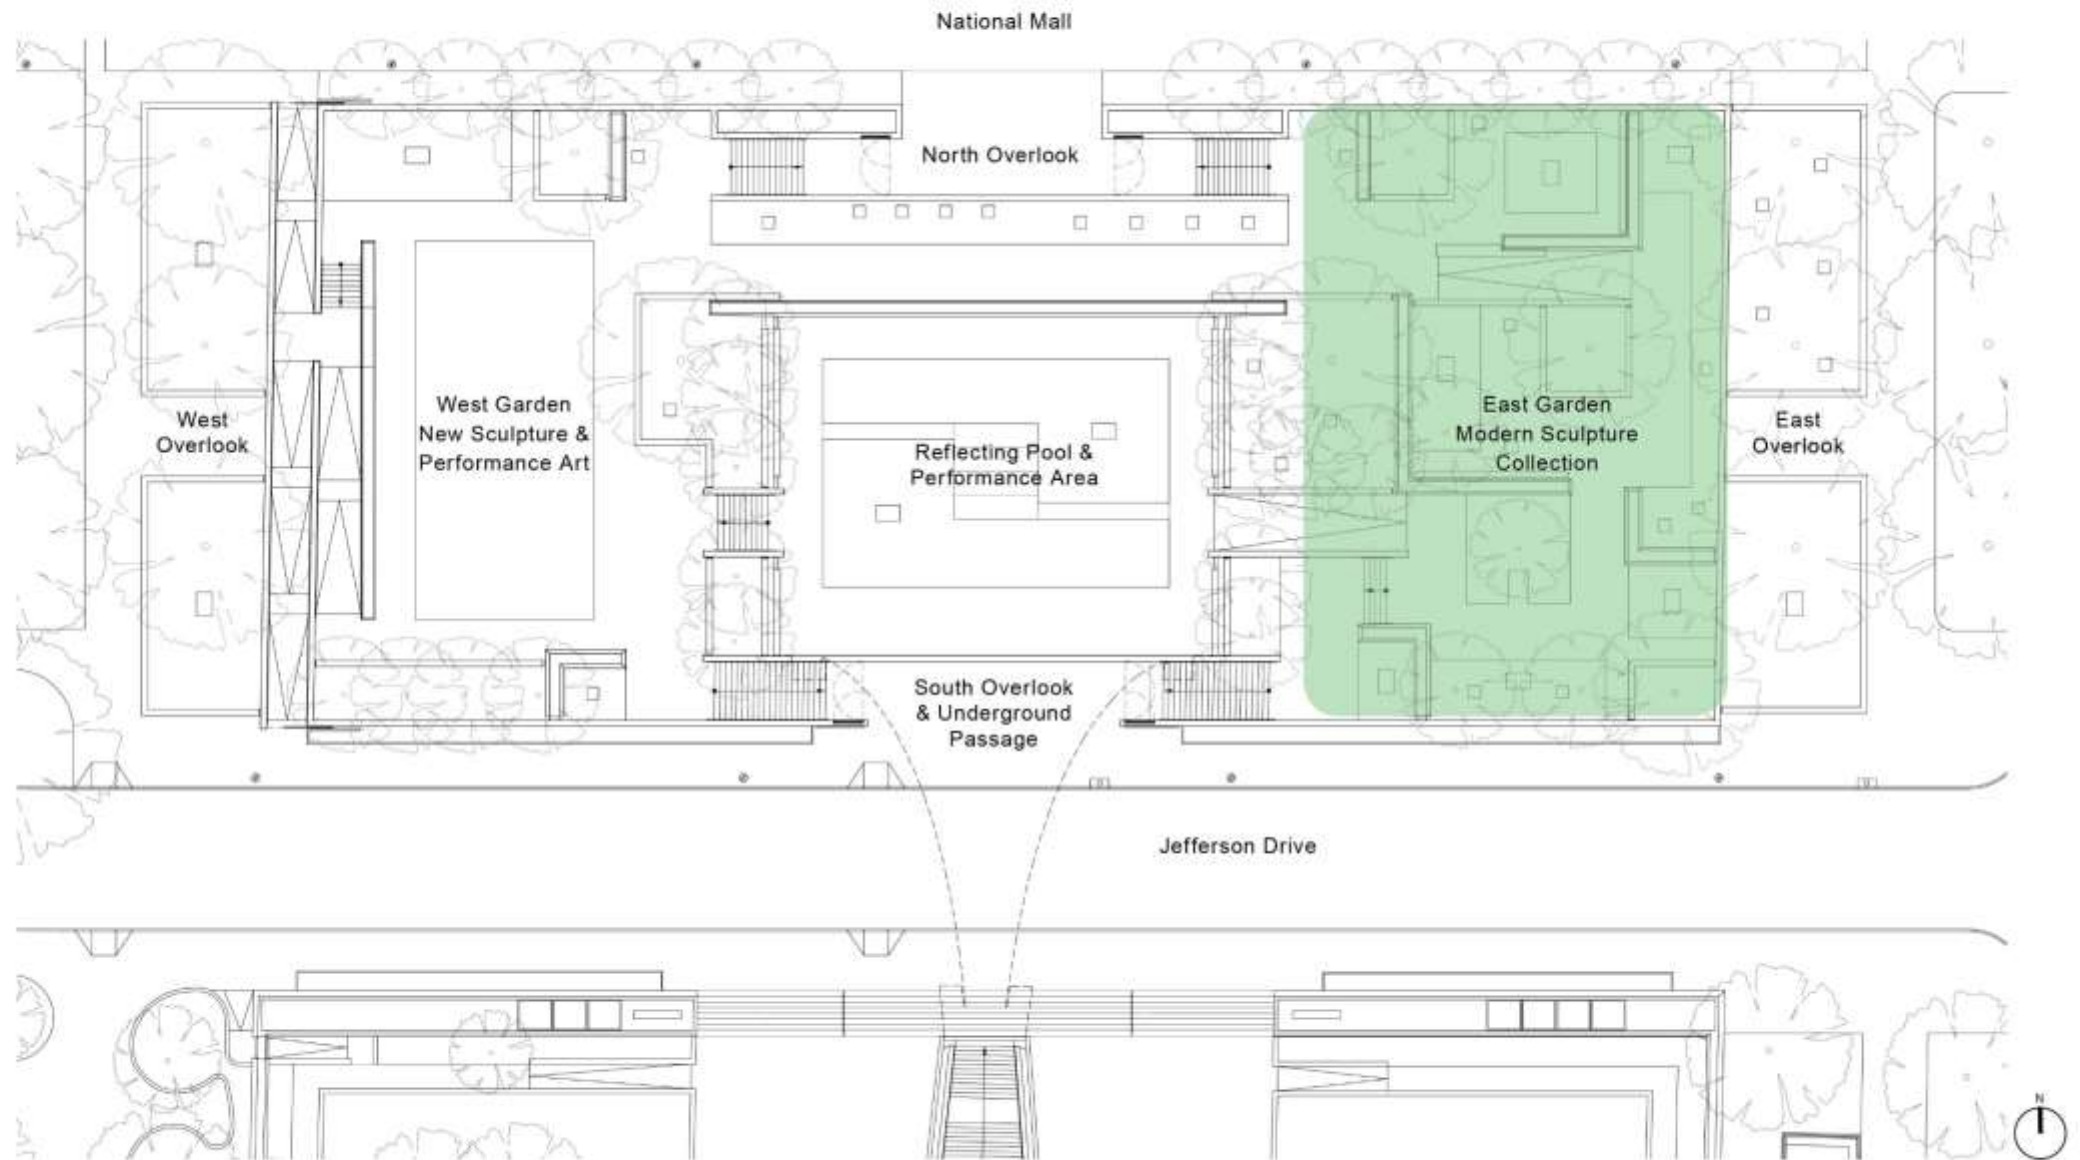 National Mall
North Overlook
West
Overlook
West Garden
New Sculpture &
Performance Art
Reflecting Pool &
Performance Area
East Garden
Modern Sculpture
Collection
East
Overlook
South Overlook
& Underground
Passage
Jefferson Drive
N